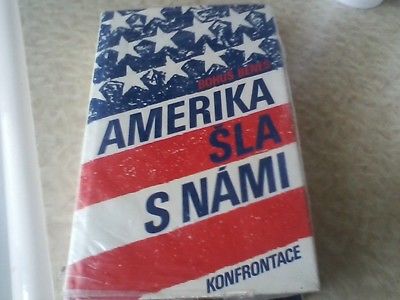 BOHUŠ BENEŠ
AMERIKA
ŠLA
S NÁMI
KONFRONTACE